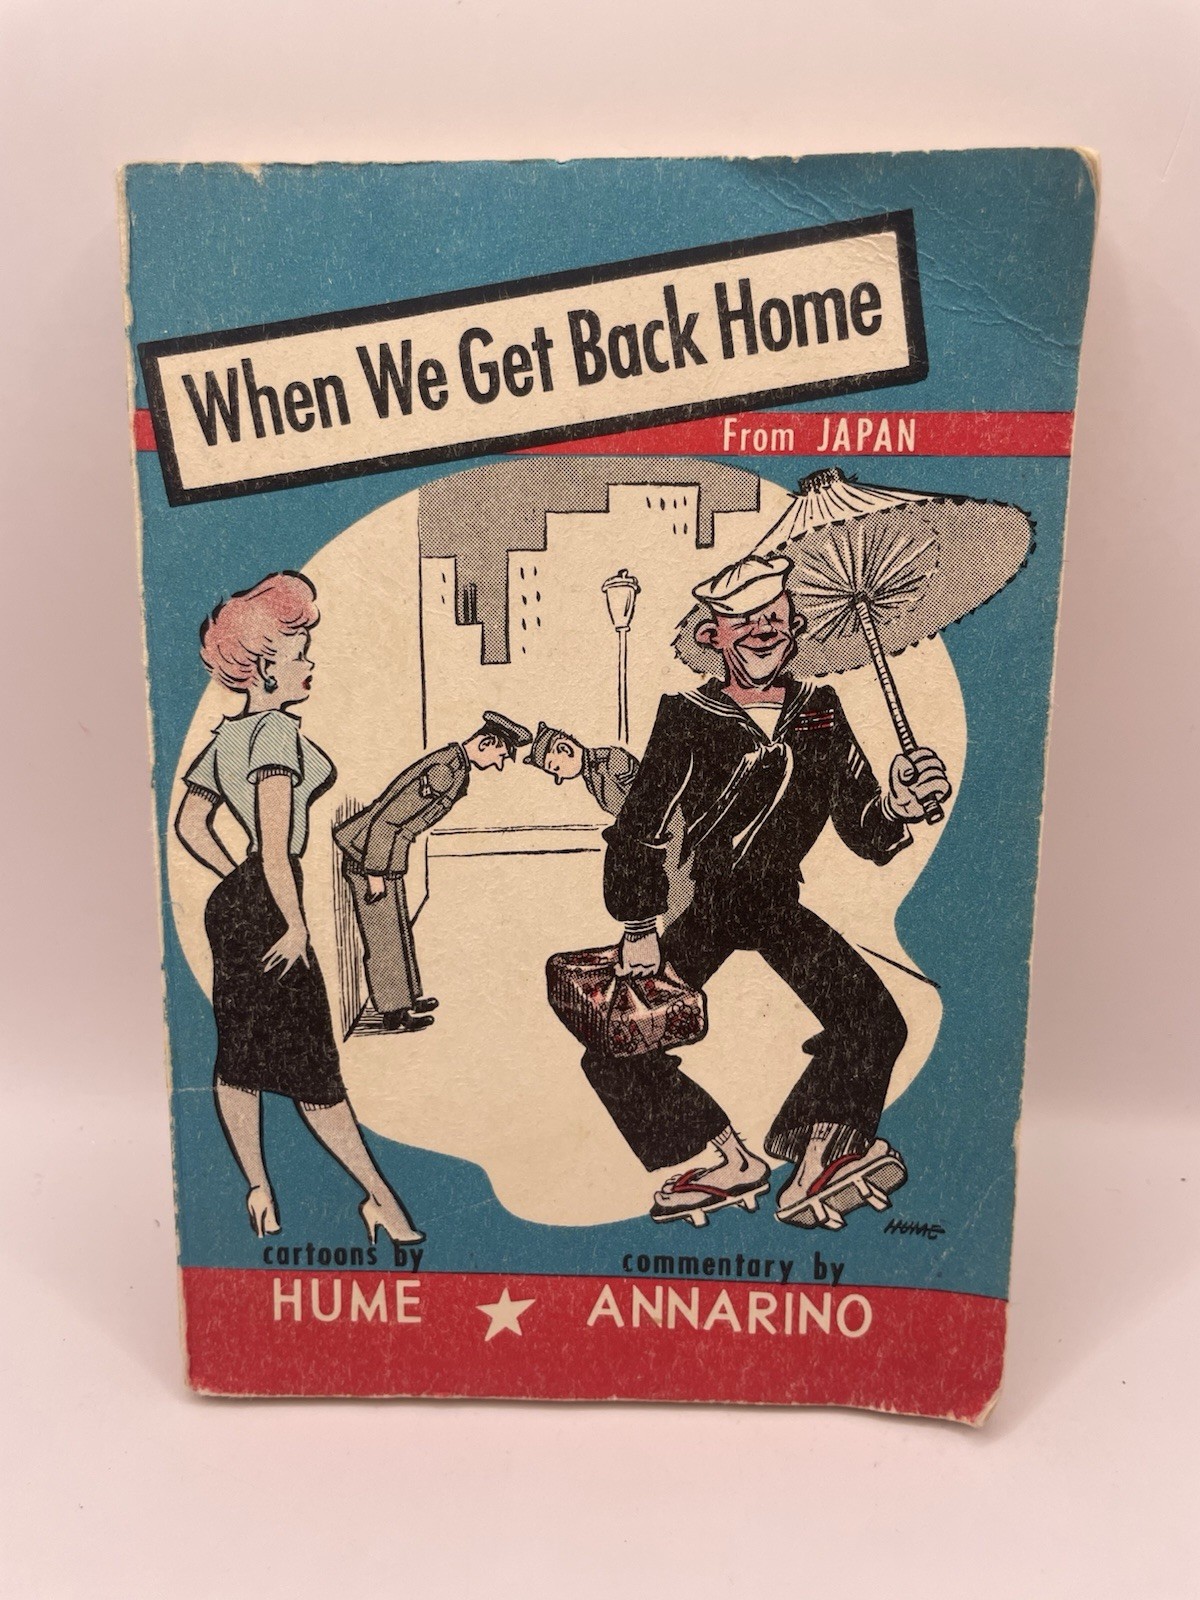 When We Get Back Home
From JAPAN
HUME
cartoons by
HUME
commentary by
ANNARINO